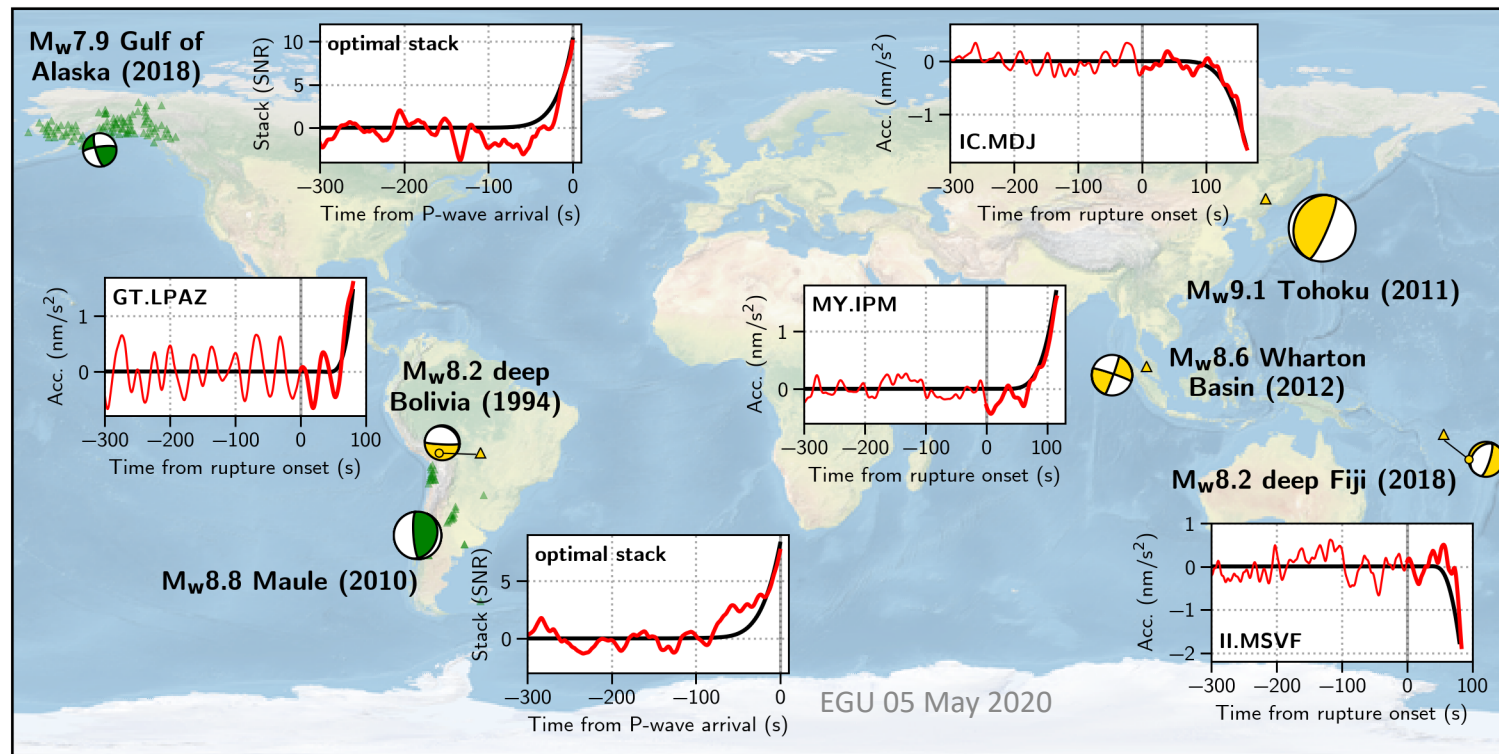 Mw7.9 Gulf of
Alaska (2018)
optimal stack
Stack (SNR)
10
5
0
−300 −200 −100 0
Time from P-wave arrival (s)
IC.MDJ
Acc. (nm/s²)
0
−1
−300 −200 −100 0 100
Time from rupture onset (s)
Mw9.1 Tohoku (2011)
GT.LPAZ
Acc. (nm/s²)
1
0
−300 −200 −100 0 100
Time from rupture onset (s)
Mw8.2 deep
Bolivia (1994)
MY.IPM
Acc. (nm/s²)
1
0
−300 −200 −100 0 100
Time from rupture onset (s)
Mw8.6 Wharton
Basin (2012)
Mw8.2 deep Fiji (2018)
Mw8.8 Maule (2010)
optimal stack
Stack (SNR)
5
0
−300 −200 −100 0
Time from P-wave arrival (s)
II.MSVF
Acc. (nm/s²)
1
0
−1
−2
−300 −200 −100 0 100
Time from rupture onset (s)
EGU 05 May 2020